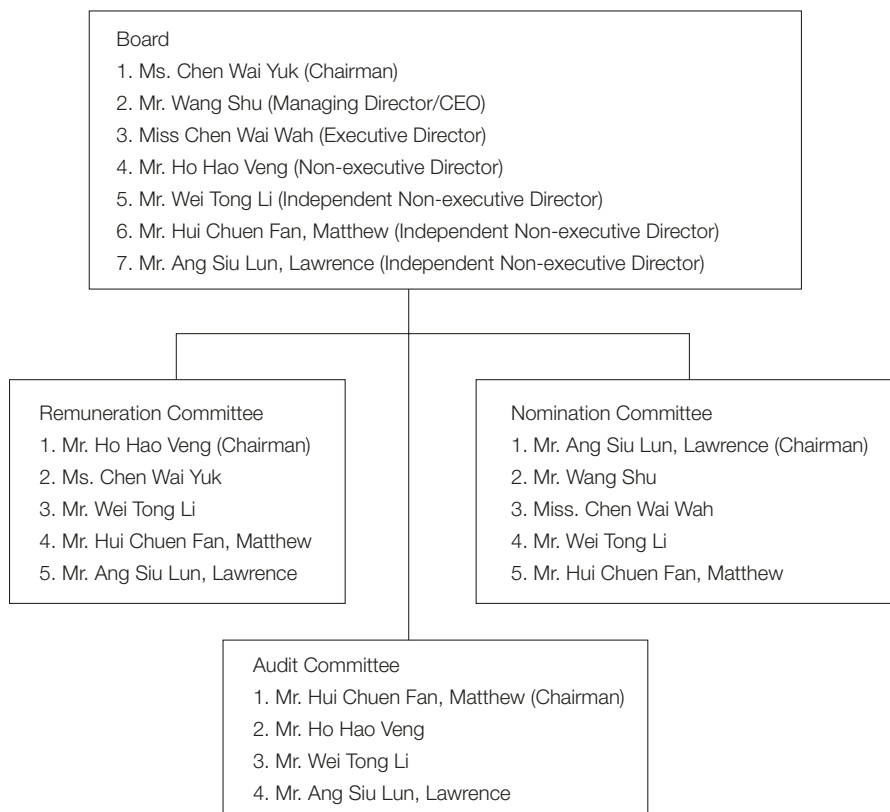 Board
1. Ms. Chen Wai Yuk (Chairman)
2. Mr. Wang Shu (Managing Director/CEO)
3. Miss Chen Wai Wah (Executive Director)
4. Mr. Ho Hao Veng (Non-executive Director)
5. Mr. Wei Tong Li (Independent Non-executive Director)
6. Mr. Hui Chuen Fan, Matthew (Independent Non-executive Director)
7. Mr. Ang Siu Lun, Lawrence (Independent Non-executive Director)
Remuneration Committee
1. Mr. Ho Hao Veng (Chairman)
2. Ms. Chen Wai Yuk
3. Mr. Wei Tong Li
4. Mr. Hui Chuen Fan, Matthew
5. Mr. Ang Siu Lun, Lawrence
Nomination Committee
1. Mr. Ang Siu Lun, Lawrence (Chairman)
2. Mr. Wang Shu
3. Miss. Chen Wai Wah
4. Mr. Wei Tong Li
5. Mr. Hui Chuen Fan, Matthew
Audit Committee
1. Mr. Hui Chuen Fan, Matthew (Chairman)
2. Mr. Ho Hao Veng
3. Mr. Wei Tong Li
4. Mr. Ang Siu Lun, Lawrence